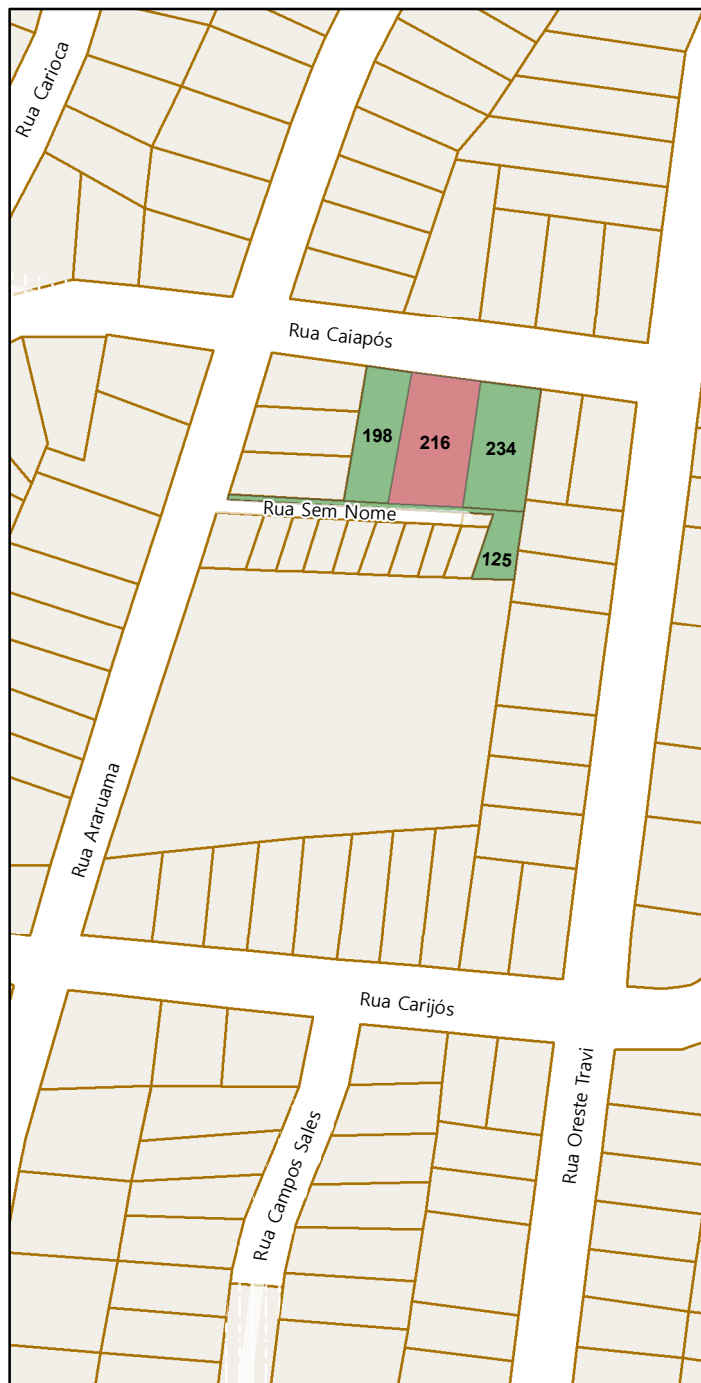 Rua Carioca
Rua Caiapós
198
216
234
Rua Sem Nome
125
Rua Araruama
Rua Carijós
Rua Oreste Travi
Rua Campos Sales